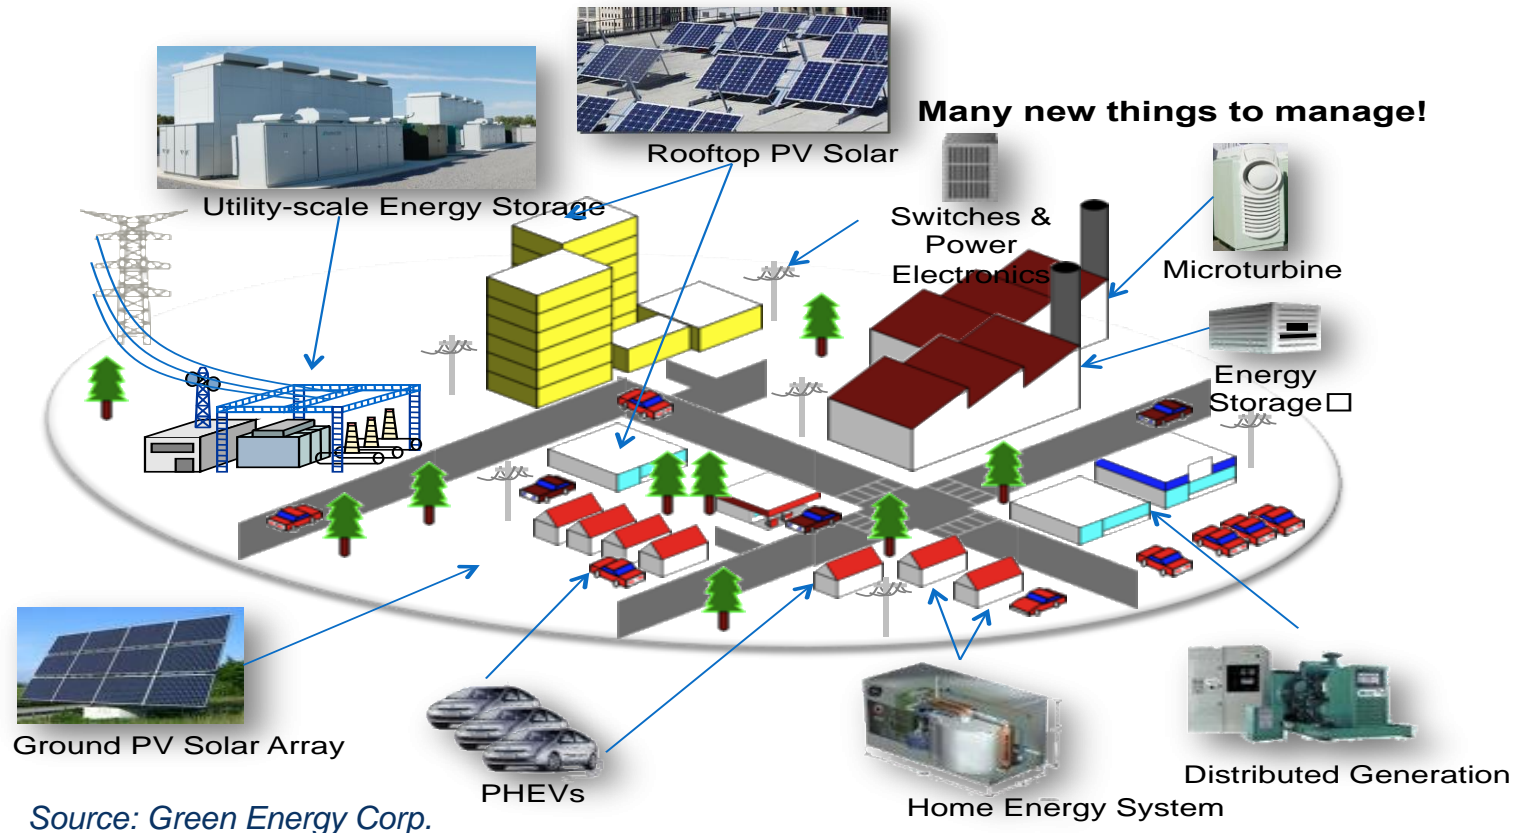 Many new things to manage!
Rooftop PV Solar
Utility-scale Energy Storage
Switches &
Power
Electronics
Microturbine
Energy
Storage□
Ground PV Solar Array
PHEVs
Home Energy System
Distributed Generation
Source: Green Energy Corp.